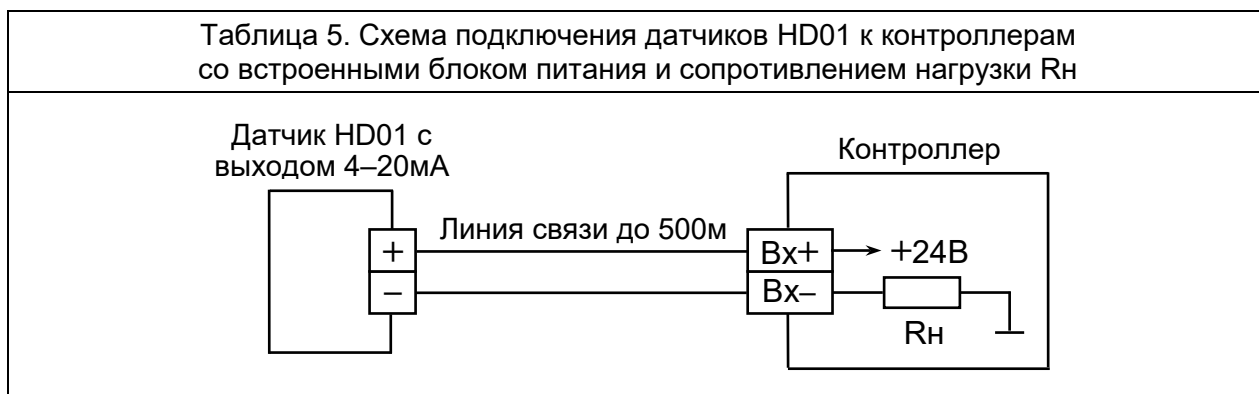 Таблица 5. Схема подключения датчиков HD01 к контроллерам
со встроенными блоком питания и сопротивлением нагрузки Rн
Датчик HD01 с
выходом 4–20мА
Контроллер
Линия связи до 500м
+
Вх+
+24В
–
Вх–
Rн